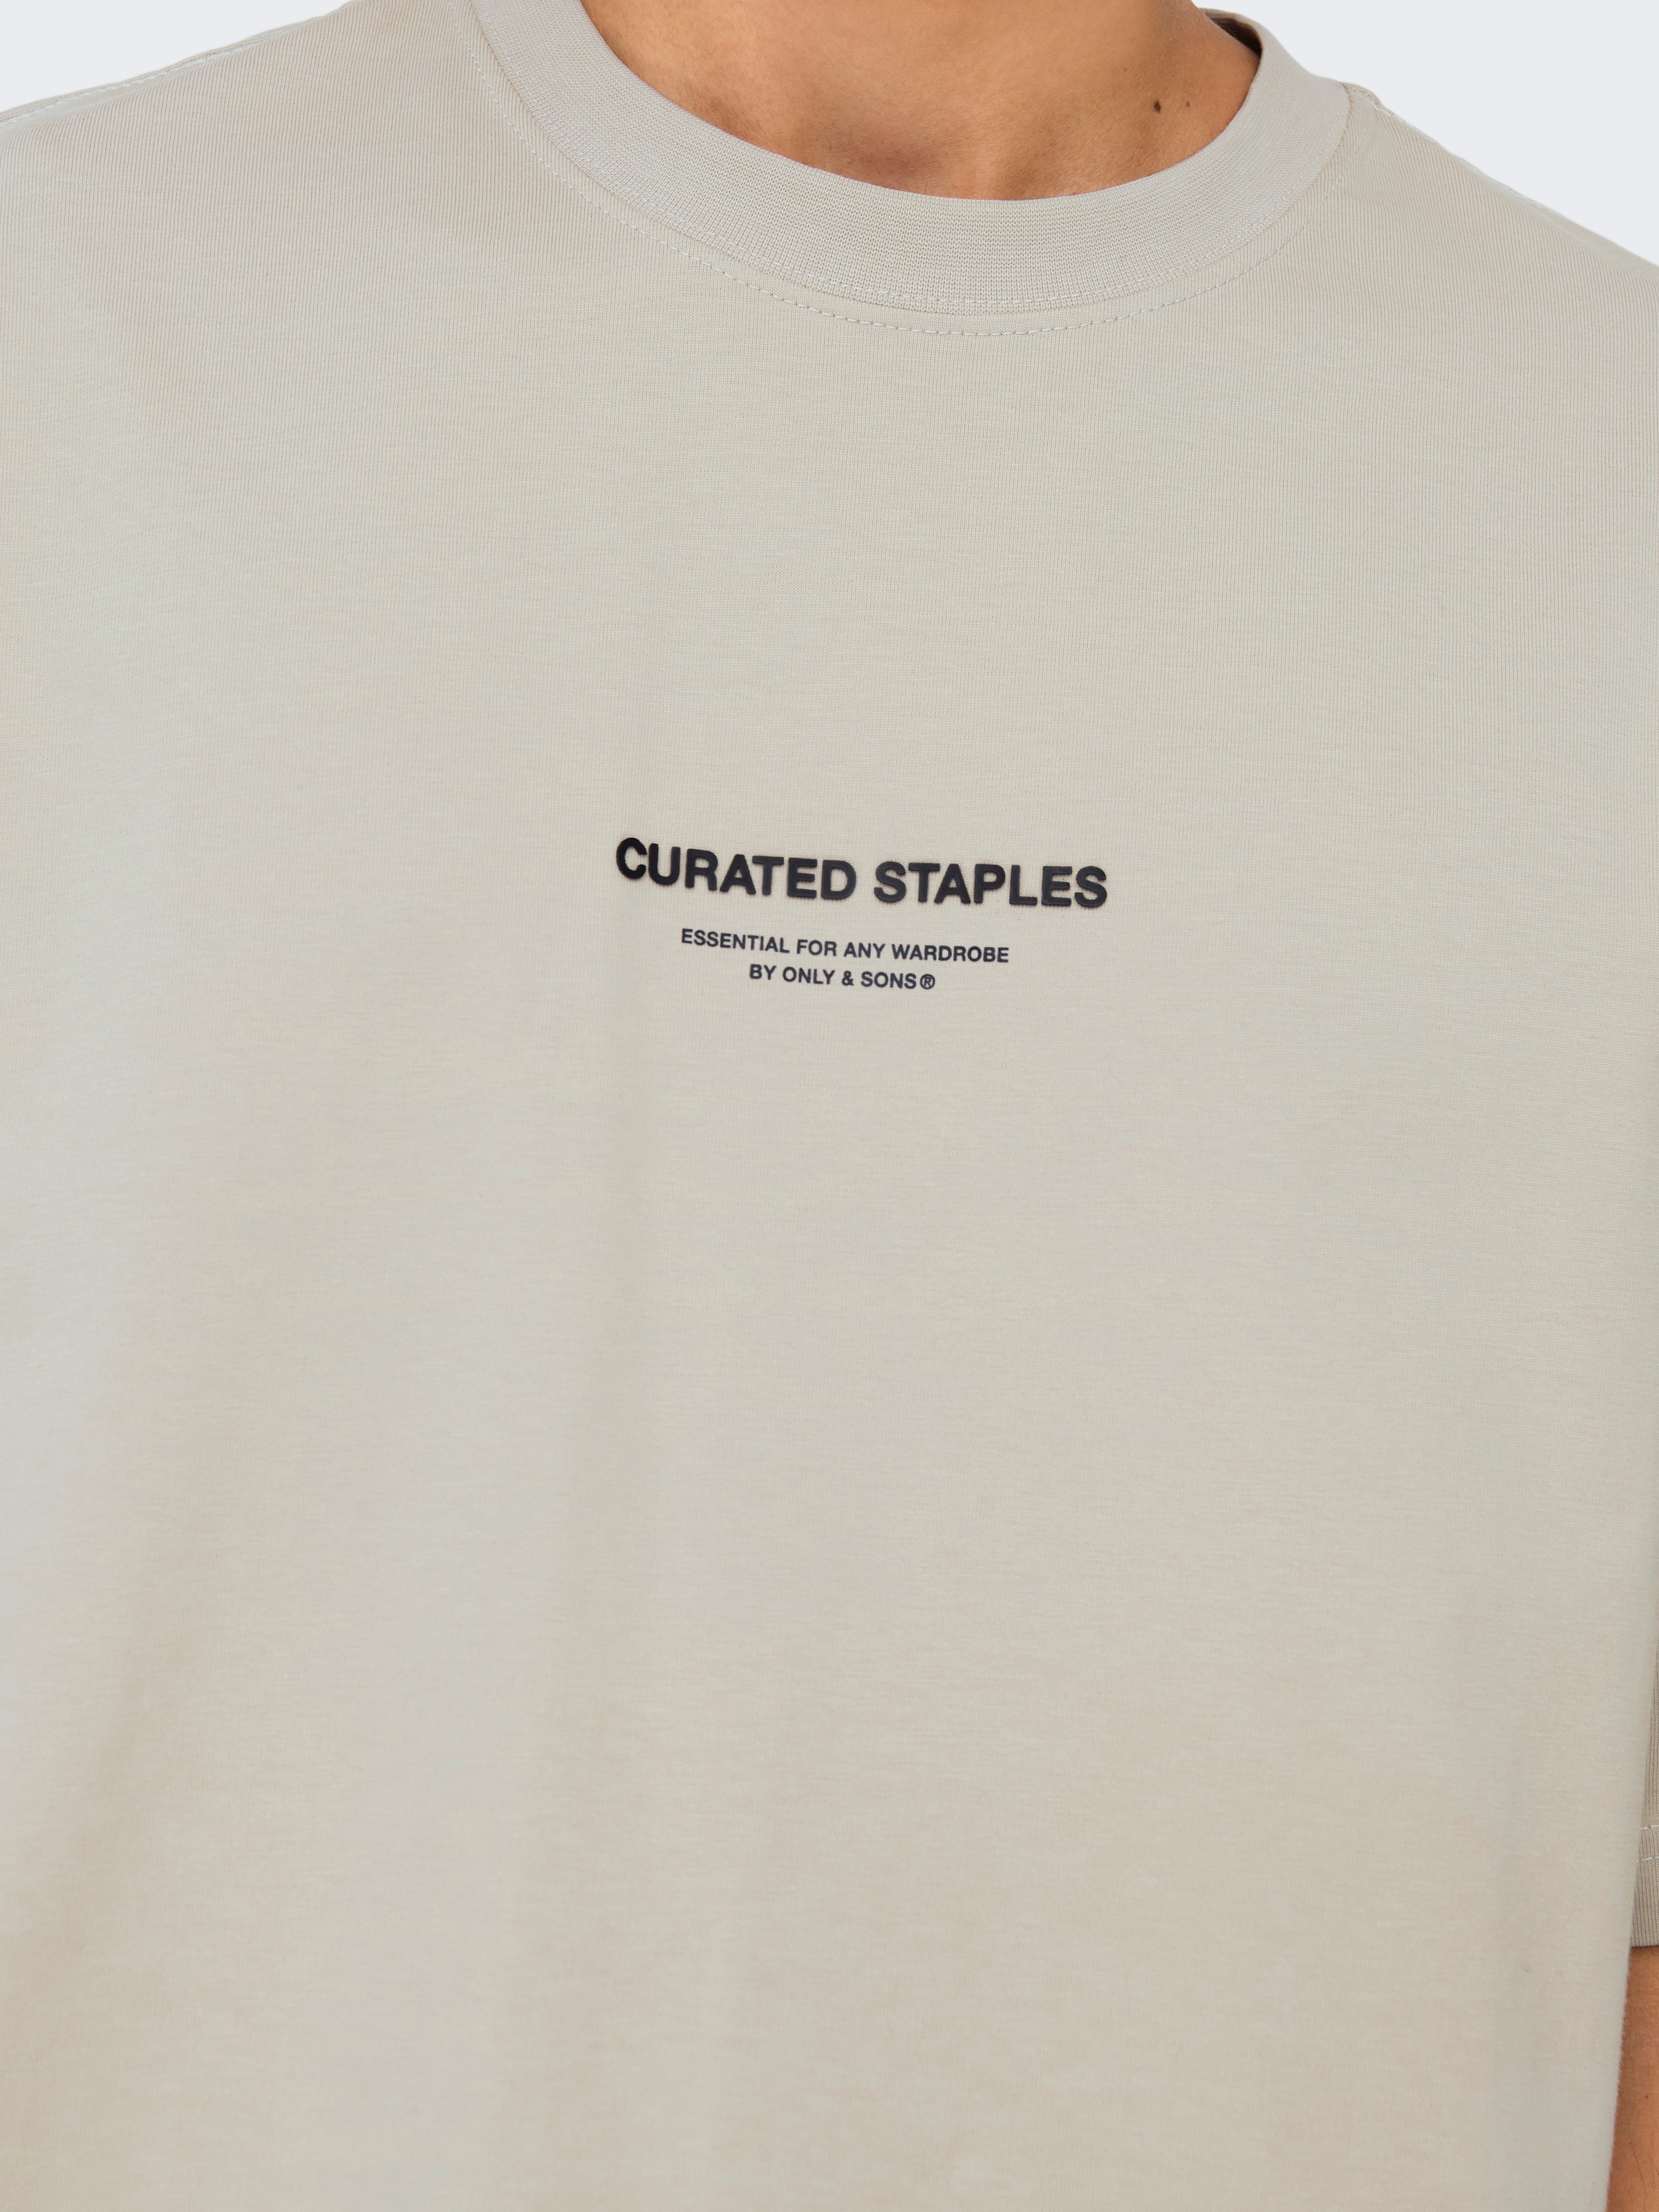 CURATED STAPLES
ESSENTIAL FOR ANY WARDROBE
BY ONLY & SONS®